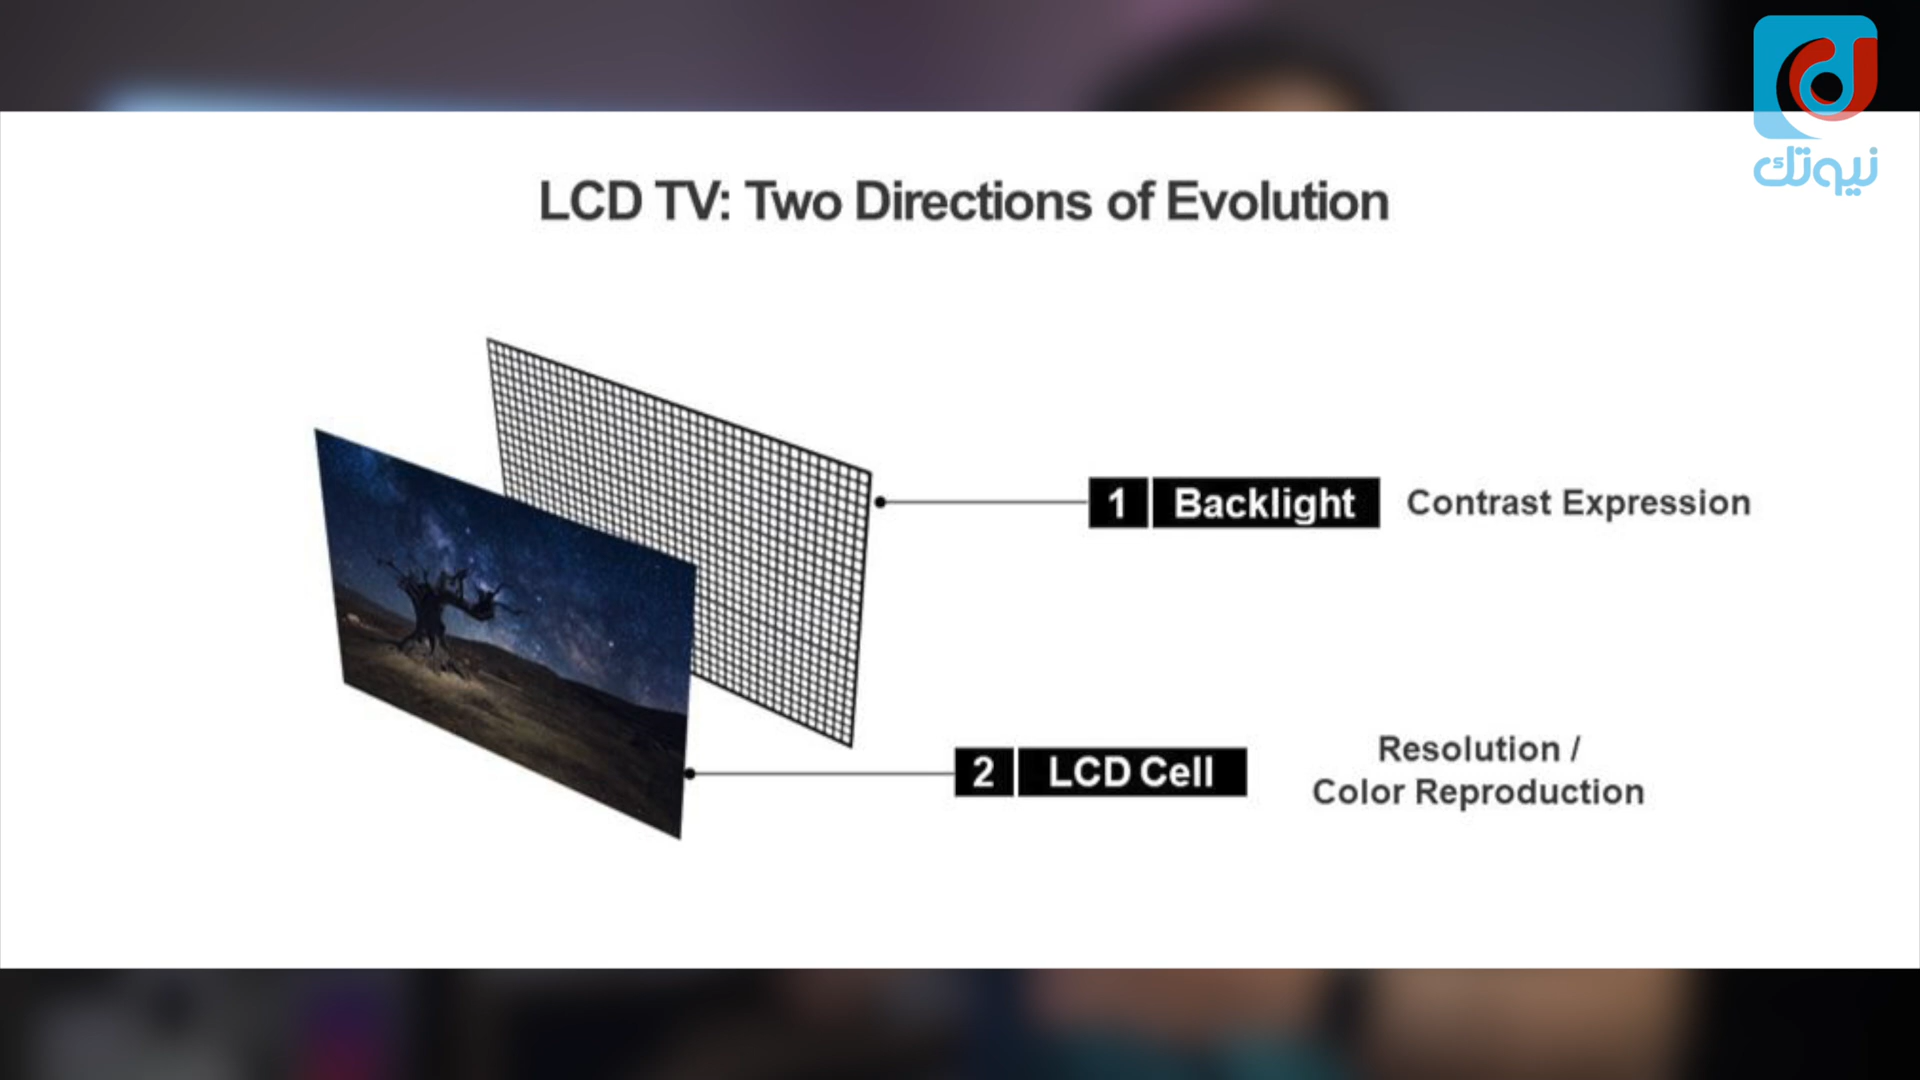 نيوتك
LCD TV: Two Directions of Evolution
1 Backlight Contrast Expression
2 LCD Cell Resolution /
Color Reproduction